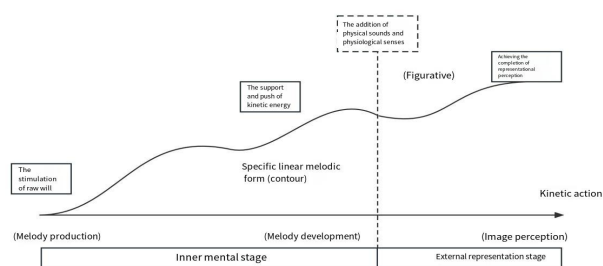 The addition of
physical sounds and
physiological senses
(Figurative)
Achieving the
completion of
representational
perception
The support
and push of
kinetic energy
The
stimulation
of raw will
Specific linear melodic
form (contour)
Kinetic action
(Melody production)
(Melody development)
(Image perception)
Inner mental stage
External representation stage